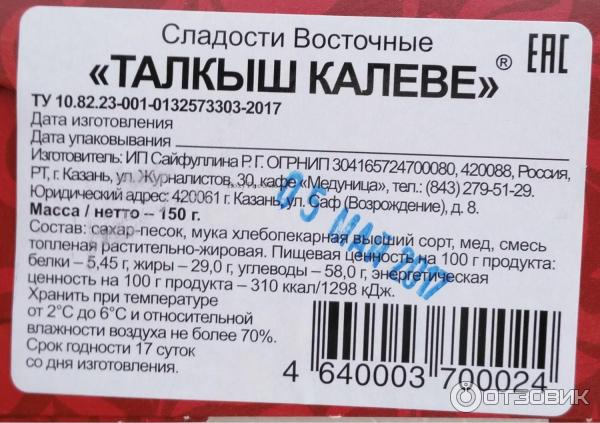 Сладости Восточные
«ТАЛКЫШ КАЛЕВЕ» ®
EAC
ТУ 10.82.23-001-0132573303-2017
Дата изготовления
Дата упаковывания
Изготовитель: ИП Сайфуллина Р. Г. ОГРНИП 304165724700080, 420088, Россия,
РТ, г. Казань, ул. Журналистов, 30, кафе «Медуница», тел.: (843) 279-51-29.
Юридический адрес: 420061 г. Казань, ул. Саф (Возрождение), д. 8.
Масса / нетто – 150 г.
05 МАЙ 2017
Состав: сахар-песок, мука хлебопекарная высший сорт, мед, смесь
топленая растительно-жировая. Пищевая ценность на 100 г продукта:
белки – 5,45 г, жиры – 29,0 г, углеводы – 58,0 г, энергетическая
ценность на 100 г продукта – 310 ккал/1298 кДж.
Хранить при температуре
от 2°С до 6°С и относительной
влажности воздуха не более 70%.
Срок годности 17 суток
со дня изготовления.
4 640003 700024
ОТЗОВИК